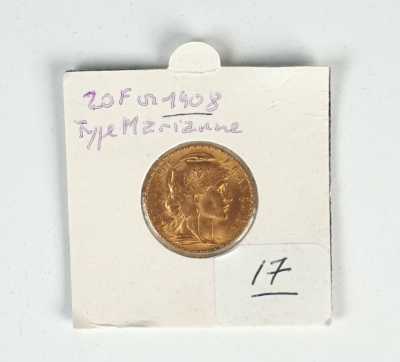 20F or 1908
Type Marianne
17